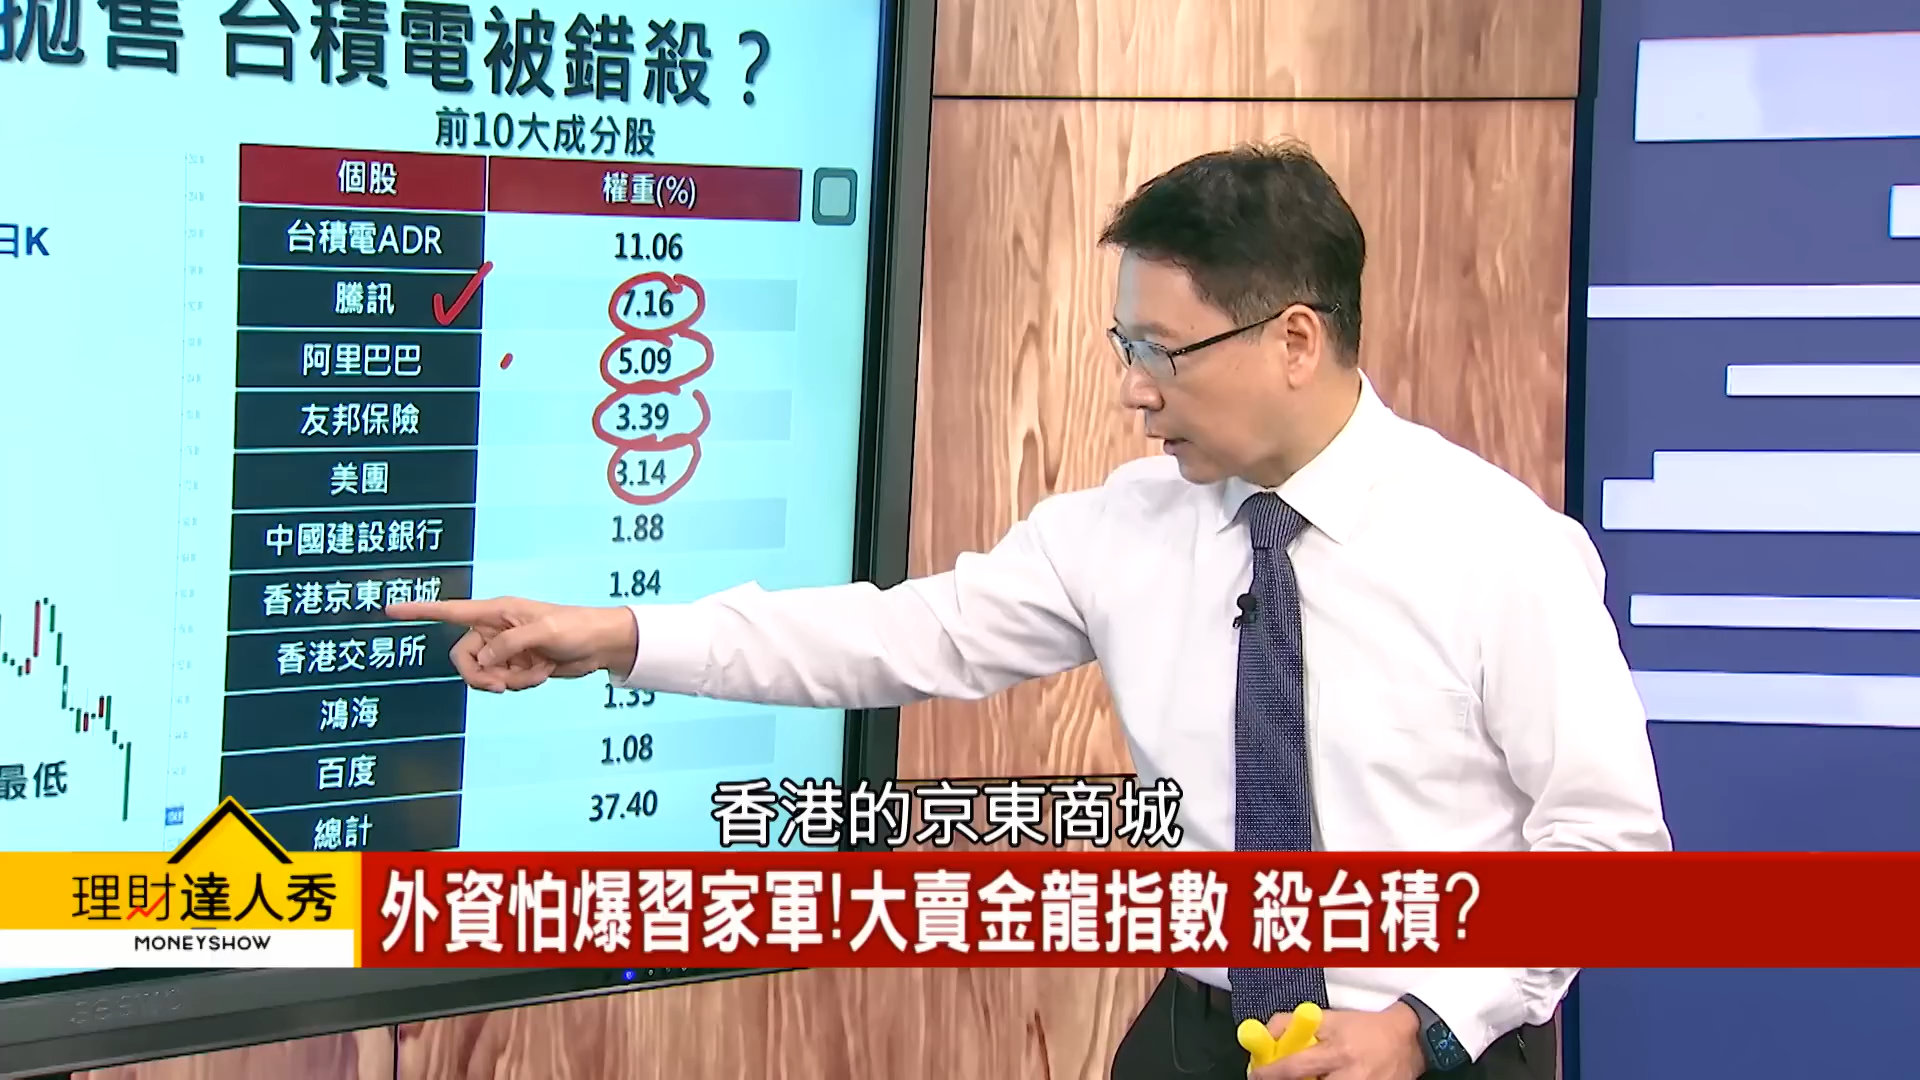 拋售 台積電被錯殺？
前10大成分股
個股 權重(%)
日K
台積電ADR 11.06
騰訊 7.16
阿里巴巴 5.09
友邦保險 3.39
美團 3.14
中國建設銀行 1.88
香港京東商城 1.84
香港交易所
鴻海 1.35
百度 1.08
最低
總計 37.40
香港的京東商城
理財達人秀
MONEYSHOW
外資怕爆習家軍!大賣金龍指數 殺台積?